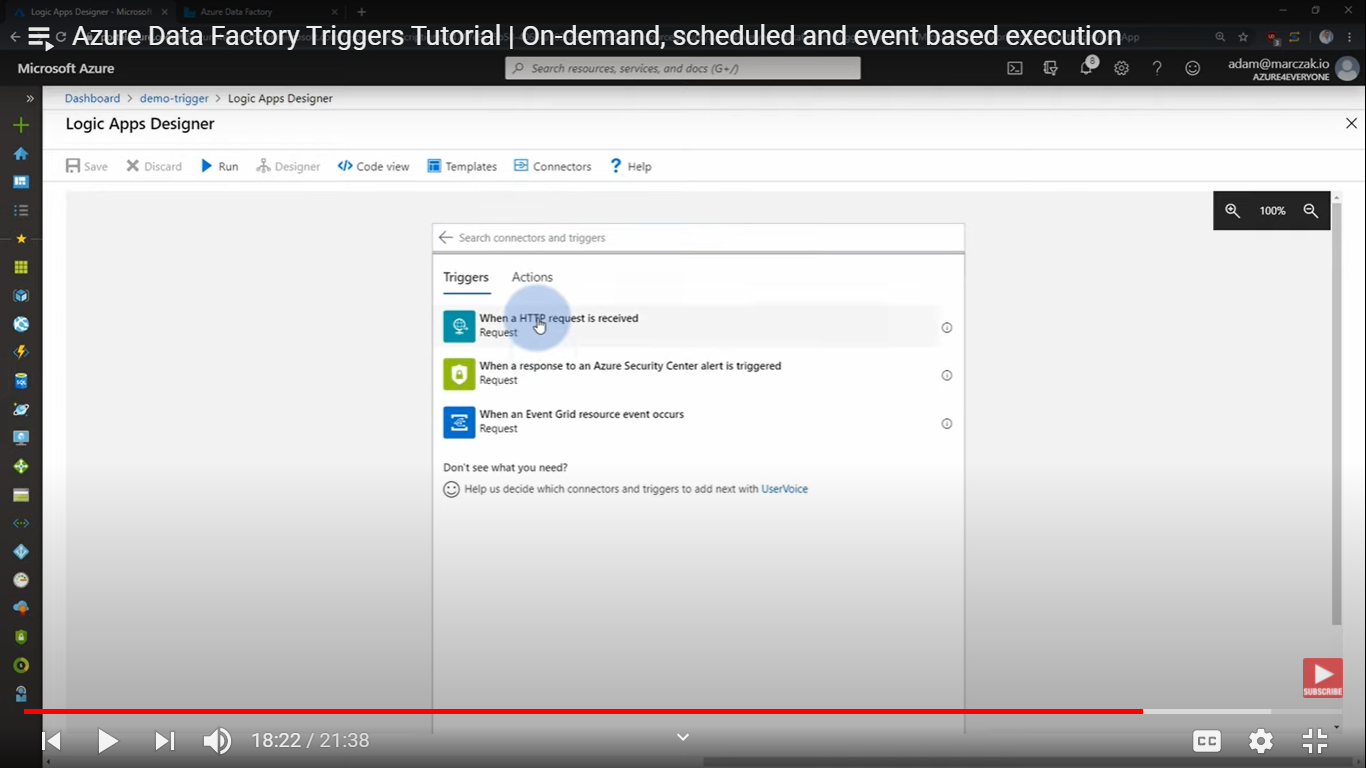 Logic Apps Designer - Microsoft
Azure Data Factory
Azure Data Factory Triggers Tutorial | On-demand, scheduled and event based execution
Microsoft Azure
Search resources, services, and docs (G+/)
8
adam@marczak.io
AZURE4EVERYONE
Dashboard > demo-trigger > Logic Apps Designer
Logic Apps Designer
Save Discard Run Designer Code view Templates Connectors Help
100%
Search connectors and triggers
Triggers Actions
When a HTTP request is received
Request
When a response to an Azure Security Center alert is triggered
Request
When an Event Grid resource event occurs
Request
Don't see what you need?
Help us decide which connectors and triggers to add next with UserVoice
SUBSCRIBE
18:22 / 21:38
CC